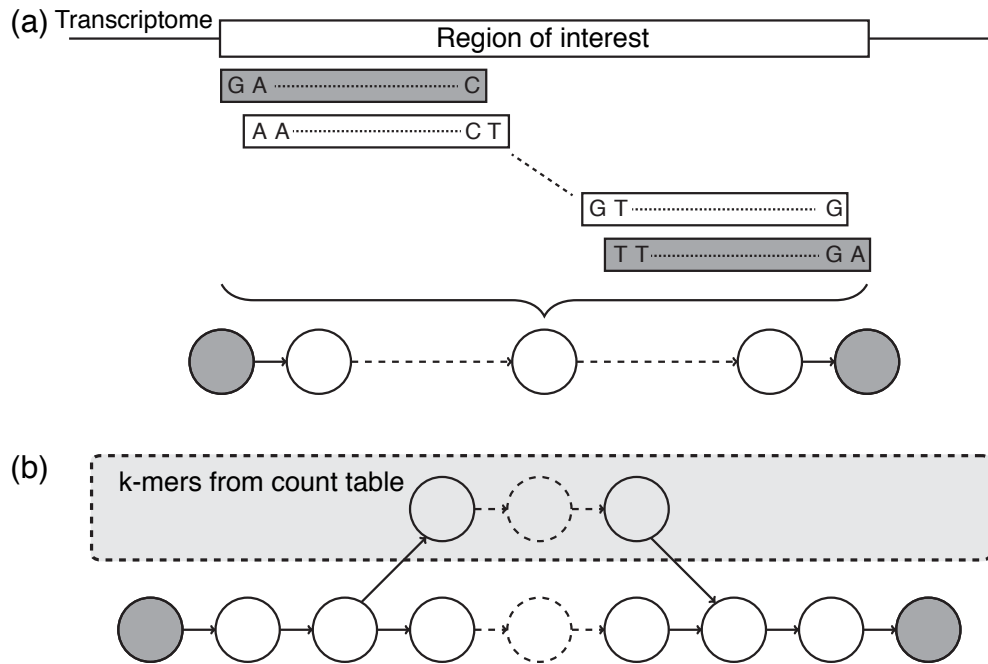 (a)
Transcriptome
Region of interest
G A C
A A C T
G T G
T T G A
(b)
k-mers from count table